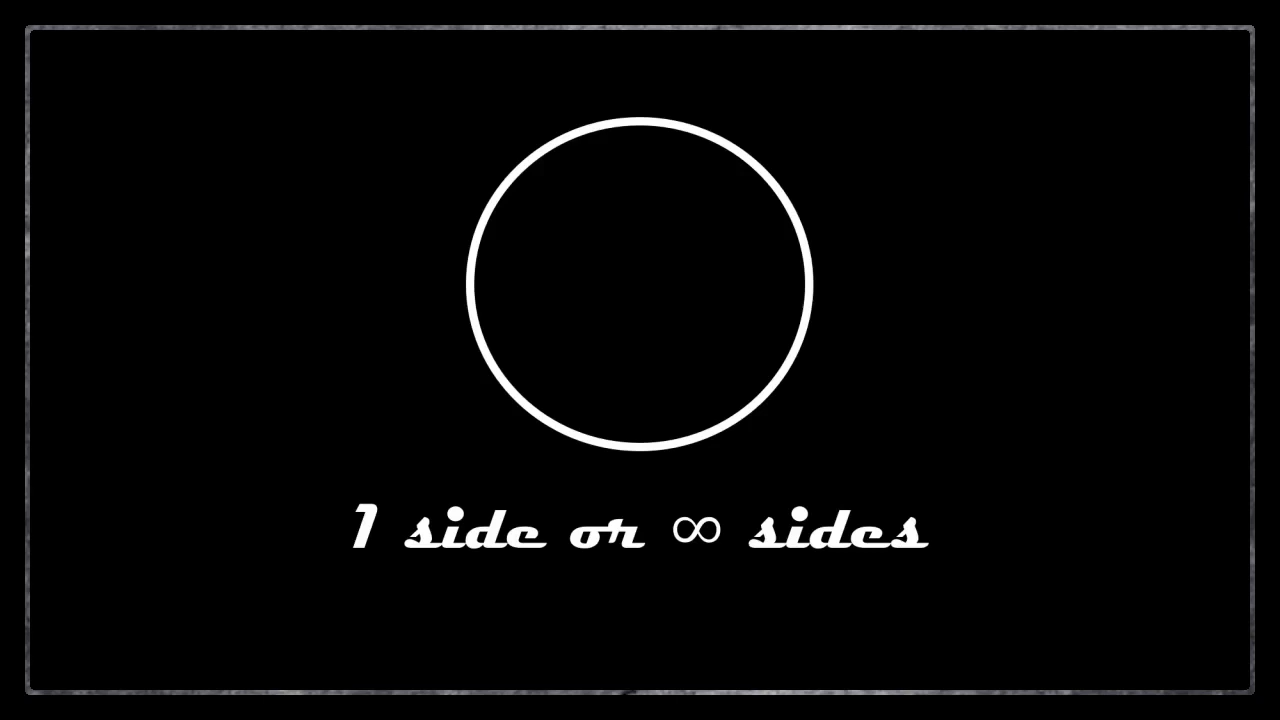 1 side or ∞ sides